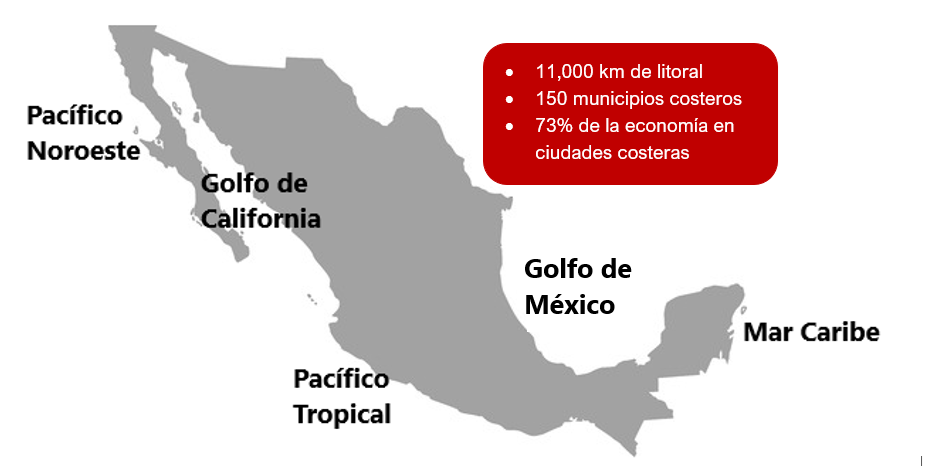 11,000 km de litoral
150 municipios costeros
73% de la economía en
ciudades costeras
Pacífico
Noroeste
Golfo de
California
Golfo de
México
Mar Caribe
Pacífico
Tropical